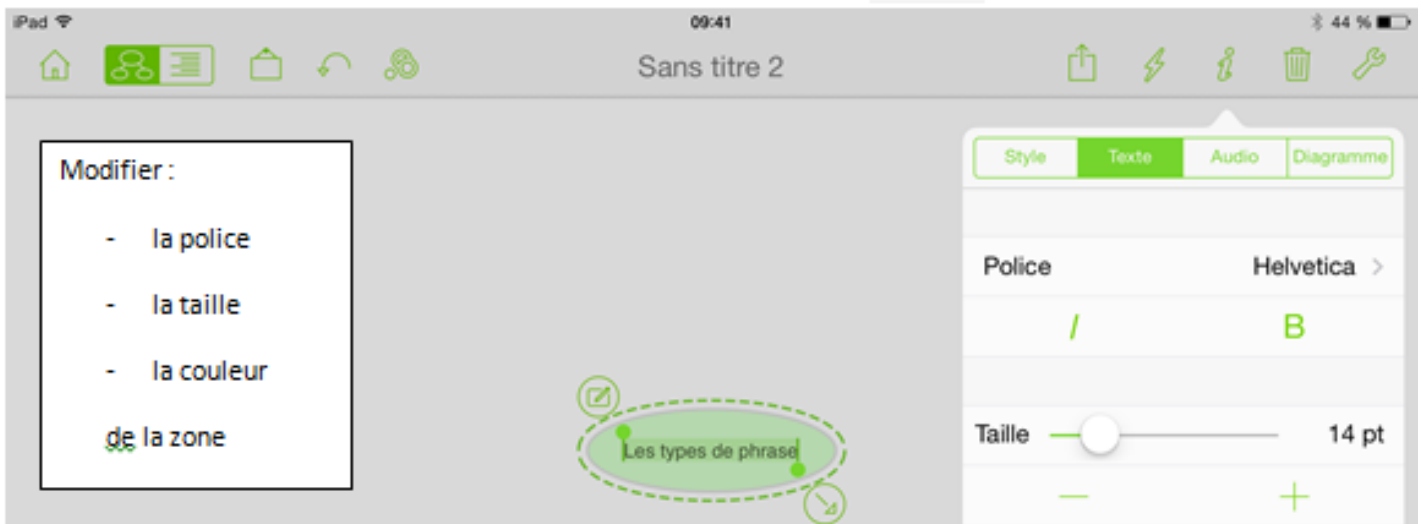 iPad 09:41 44 %
Sans titre 2
Modifier :
- la police
- la taille
- la couleur
de la zone
Les types de phrase
Style Texte Audio Diagramme
Police Helvetica >
I B
Taille 14 pt
— +